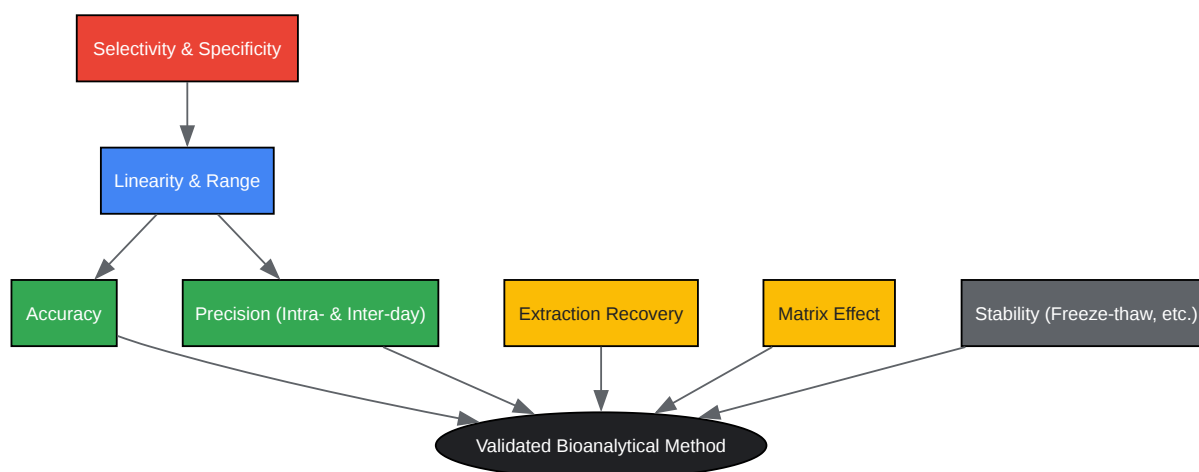 Selectivity & Specificity
Linearity & Range
Accuracy
Precision (Intra- & Inter-day)
Extraction Recovery
Matrix Effect
Stability (Freeze-thaw, etc.)
Validated Bioanalytical Method